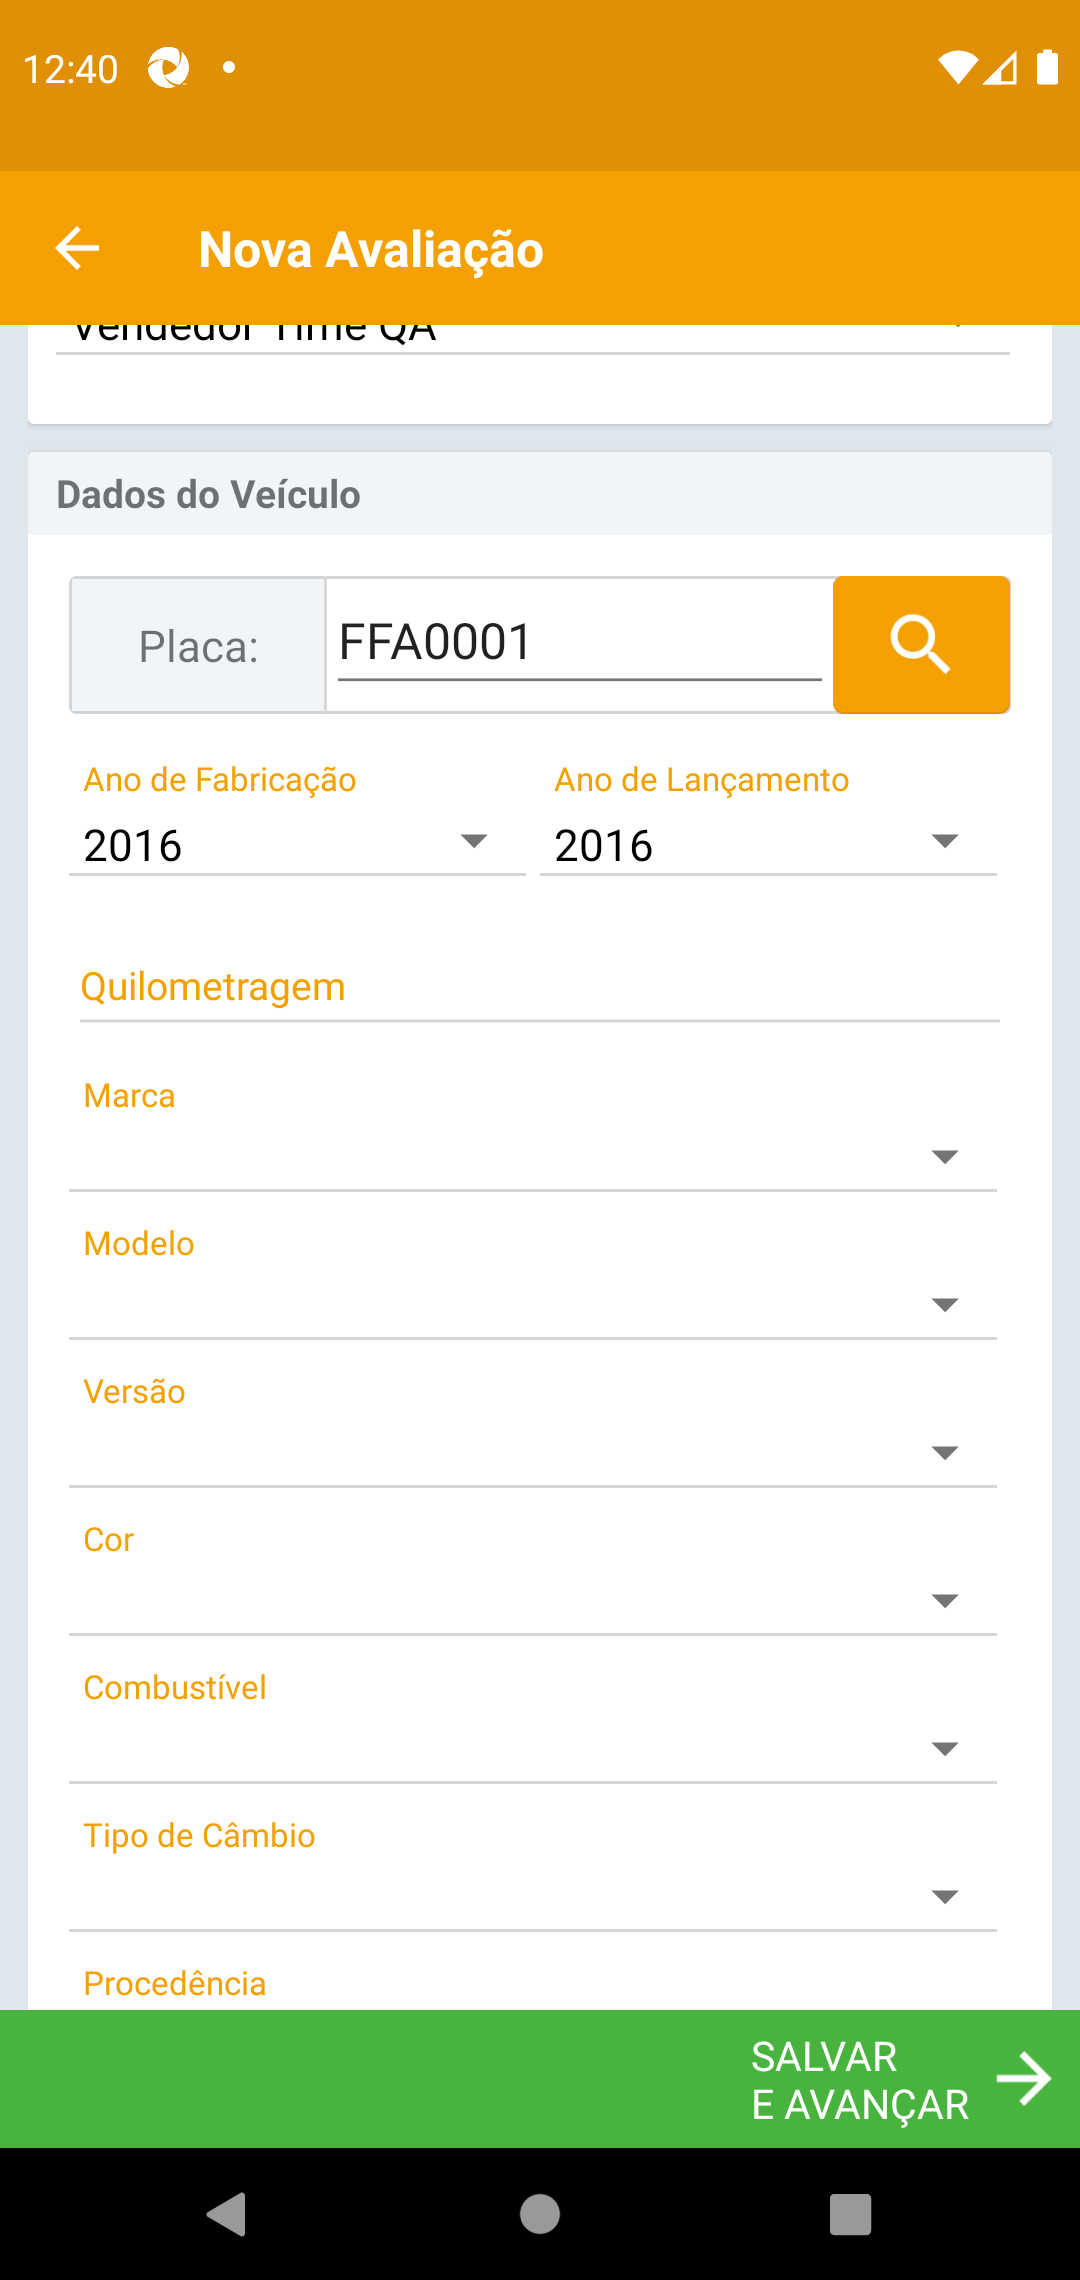 12:40
Nova Avaliação
Vendedor Time QA
Dados do Veículo
Placa: FFA0001
Ano de Fabricação Ano de Lançamento
2016 2016
Quilometragem
Marca
Modelo
Versão
Cor
Combustível
Tipo de Câmbio
Procedência
SALVAR
E AVANÇAR